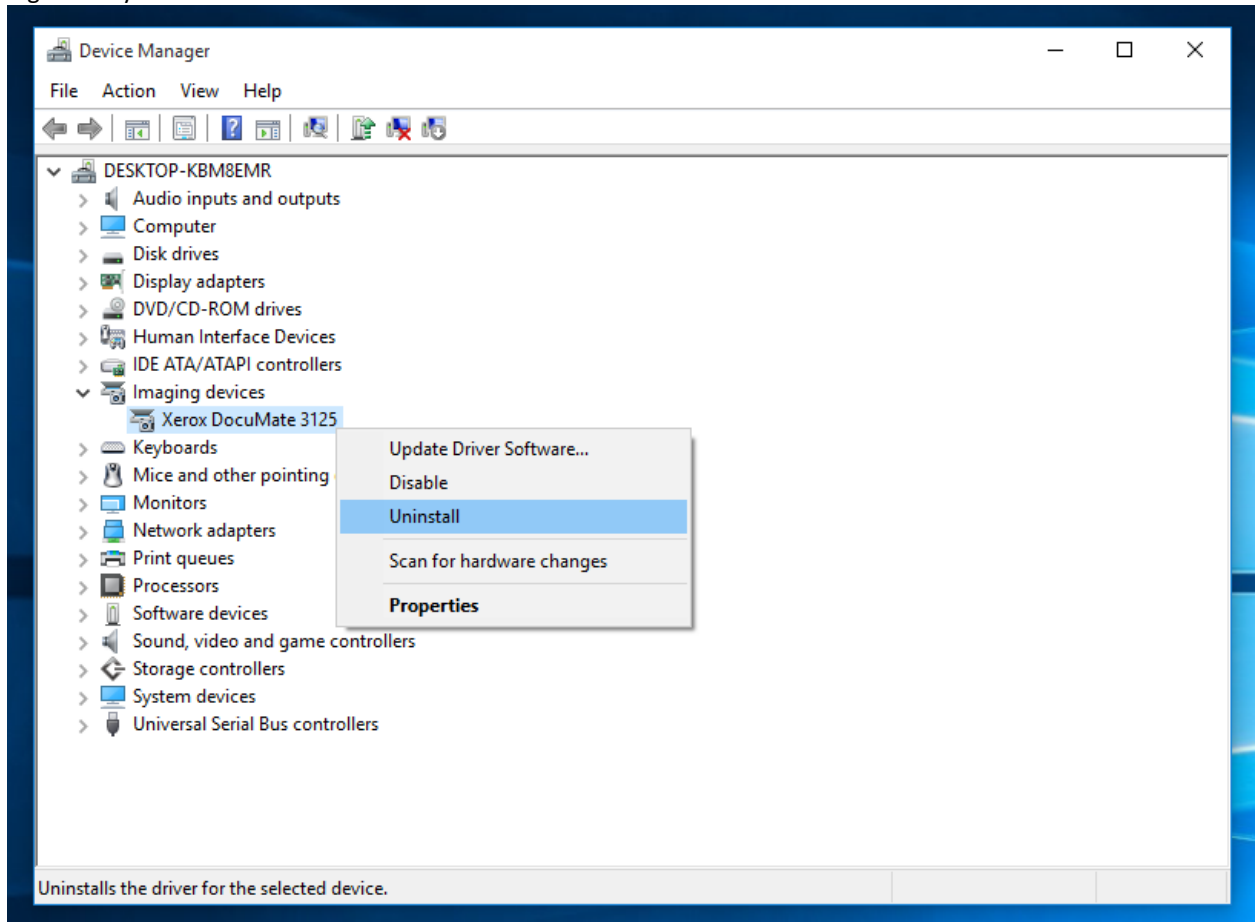 Device Manager
File Action View Help
DESKTOP-KBM8EMR
Audio inputs and outputs
Computer
Disk drives
Display adapters
DVD/CD-ROM drives
Human Interface Devices
IDE ATA/ATAPI controllers
Imaging devices
Xerox DocuMate 3125
Keyboards
Mice and other pointing
Monitors
Network adapters
Print queues
Processors
Software devices
Sound, video and game controllers
Storage controllers
System devices
Universal Serial Bus controllers
Update Driver Software...
Disable
Uninstall
Scan for hardware changes
Properties
Uninstalls the driver for the selected device.